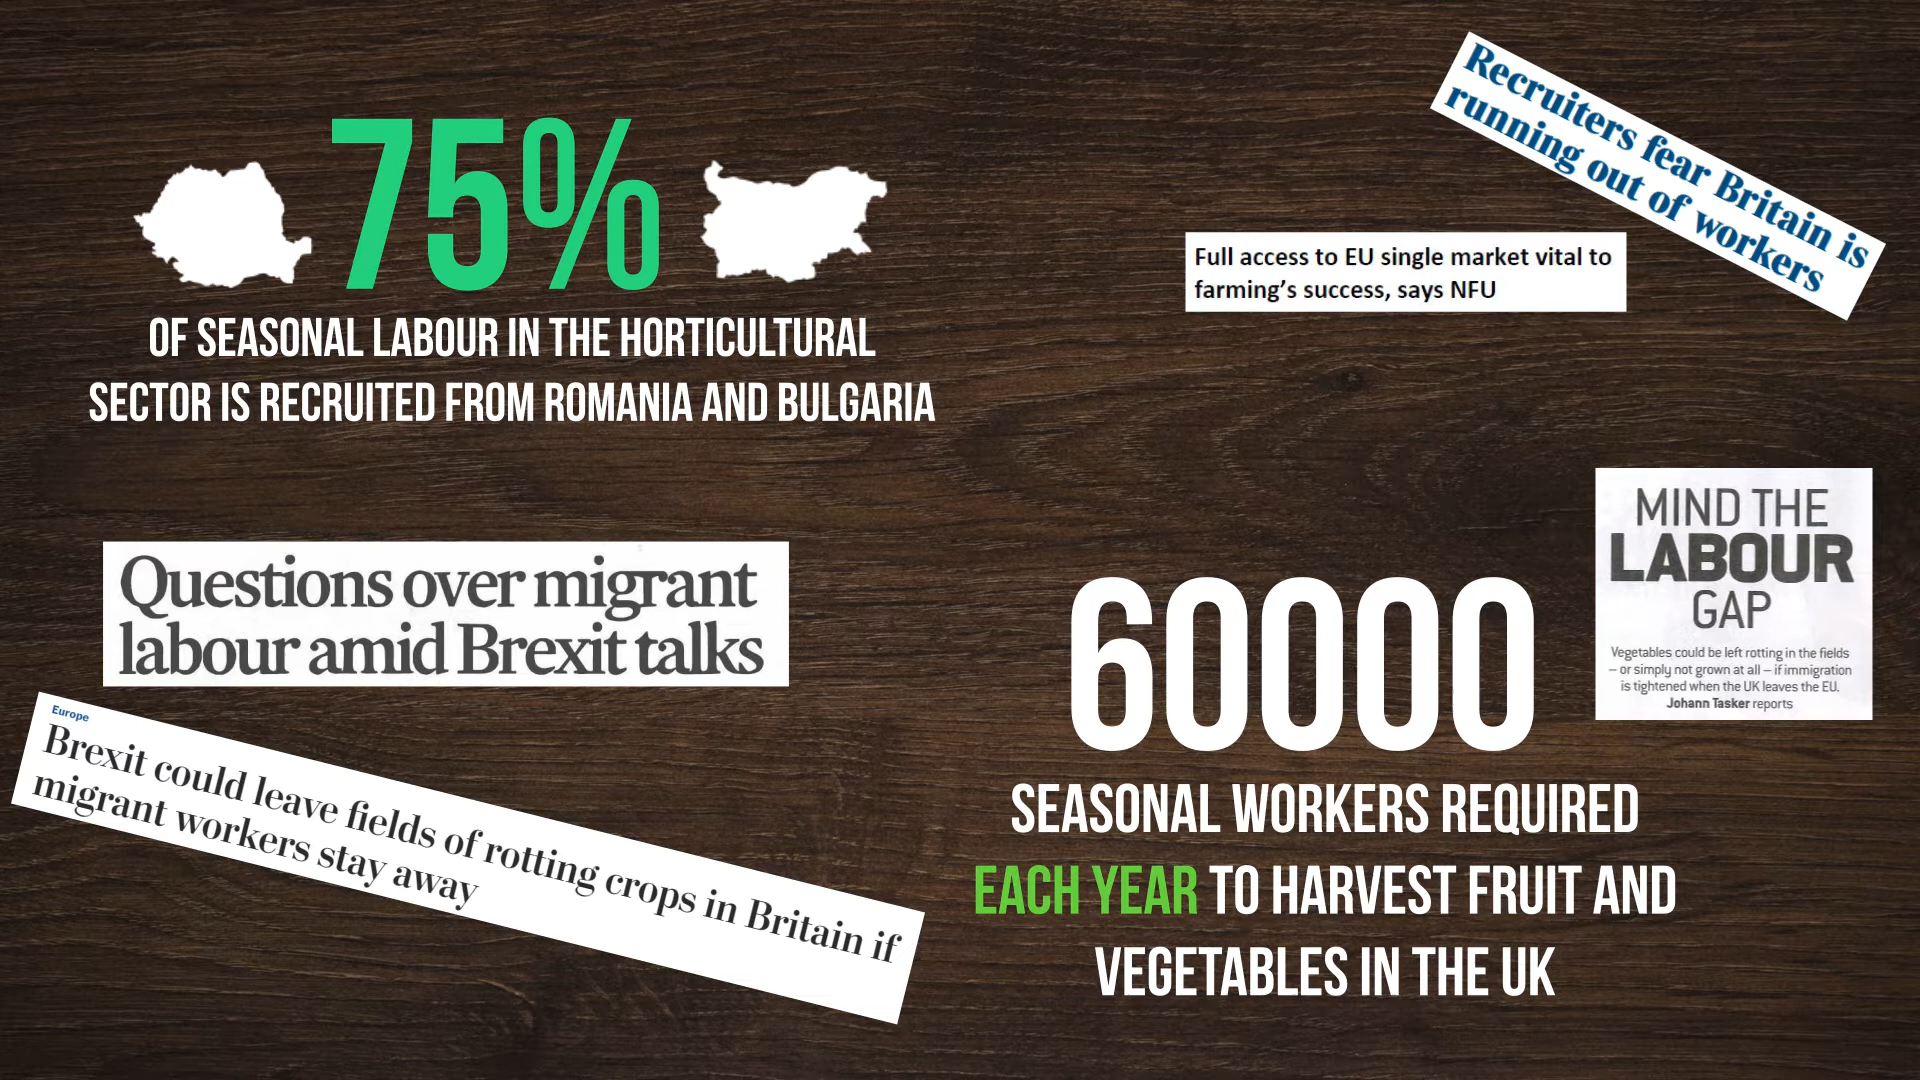 75%
OF SEASONAL LABOUR IN THE HORTICULTURAL
SECTOR IS RECRUITED FROM ROMANIA AND BULGARIA
Recruiters fear Britain is
running out of workers
Full access to EU single market vital to
farming's success, says NFU
Questions over migrant
labour amid Brexit talks
Europe
Brexit could leave fields of rotting crops in Britain if
migrant workers stay away
MIND THE
LABOUR
GAP
Vegetables could be left rotting in the fields
– or simply not grown at all – if immigration
is tightened when the UK leaves the EU.
Johann Tasker reports
60000
SEASONAL WORKERS REQUIRED
EACH YEAR TO HARVEST FRUIT AND
VEGETABLES IN THE UK